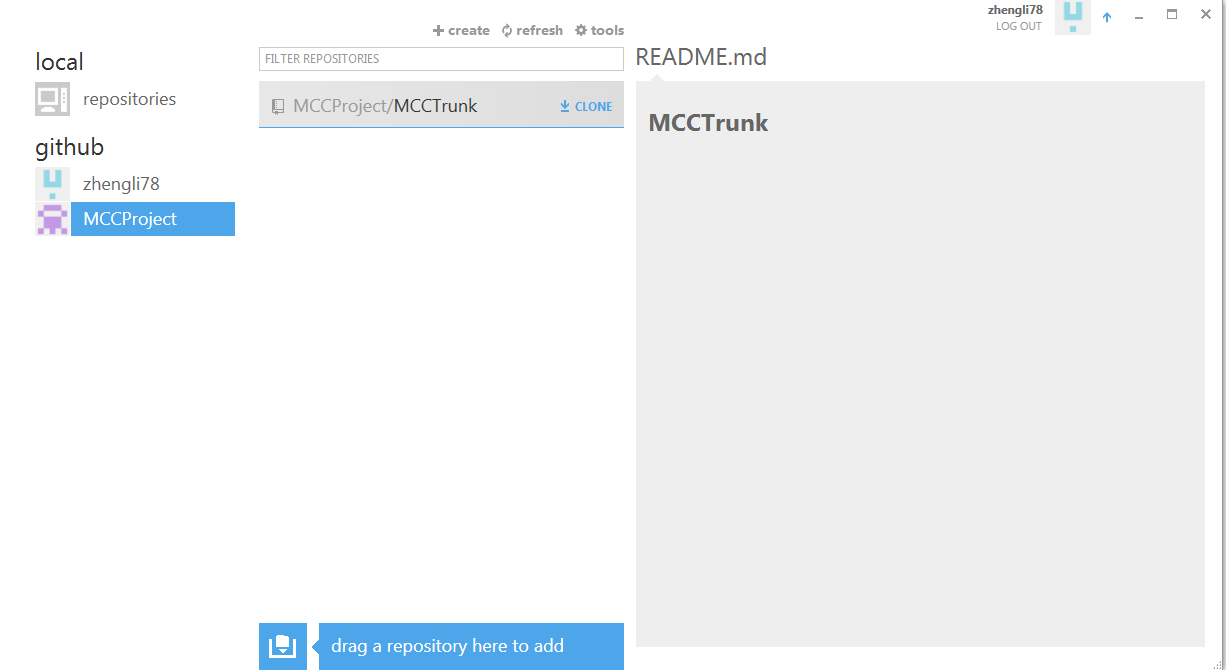 zhengli78
LOG OUT
create refresh tools
local
FILTER REPOSITORIES
README.md
repositories
MCCProject/MCCTrunk CLONE
MCCTrunk
github
zhengli78
MCCProject
drag a repository here to add